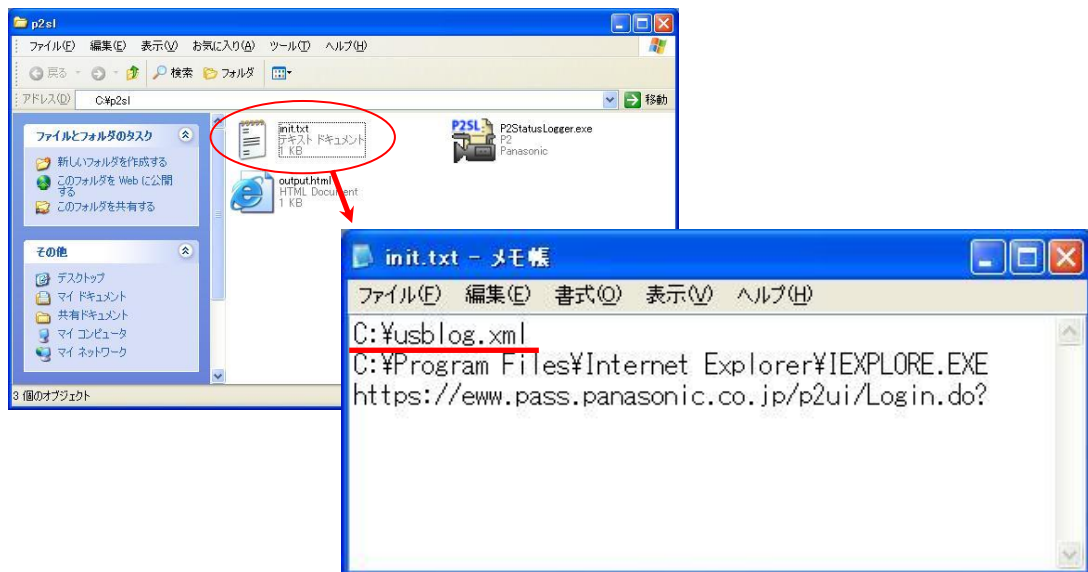 p2sl
ファイル(F) 編集(E) 表示(V) お気に入り(A) ツール(T) ヘルプ(H)
戻る 検索 フォルダ
アドレス(D) C:¥p2sl 移動
ファイルとフォルダのタスク
新しいフォルダを作成する
このフォルダを Web に公開
する
このフォルダを共有する
その他
デスクトップ
マイ ドキュメント
共有ドキュメント
マイ コンピュータ
マイ ネットワーク
init.txt
テキスト ドキュメント
1 KB
output.html
HTML Document
1 KB
P2SL
P2StatusLogger.exe
P2
Panasonic
3 個のオブジェクト
init.txt - メモ帳
ファイル(F) 編集(E) 書式(O) 表示(V) ヘルプ(H)
C:¥usblog.xml
C:¥Program Files¥Internet Explorer¥IEXPLORE.EXE
https://eww.pass.panasonic.co.jp/p2ui/Login.do?